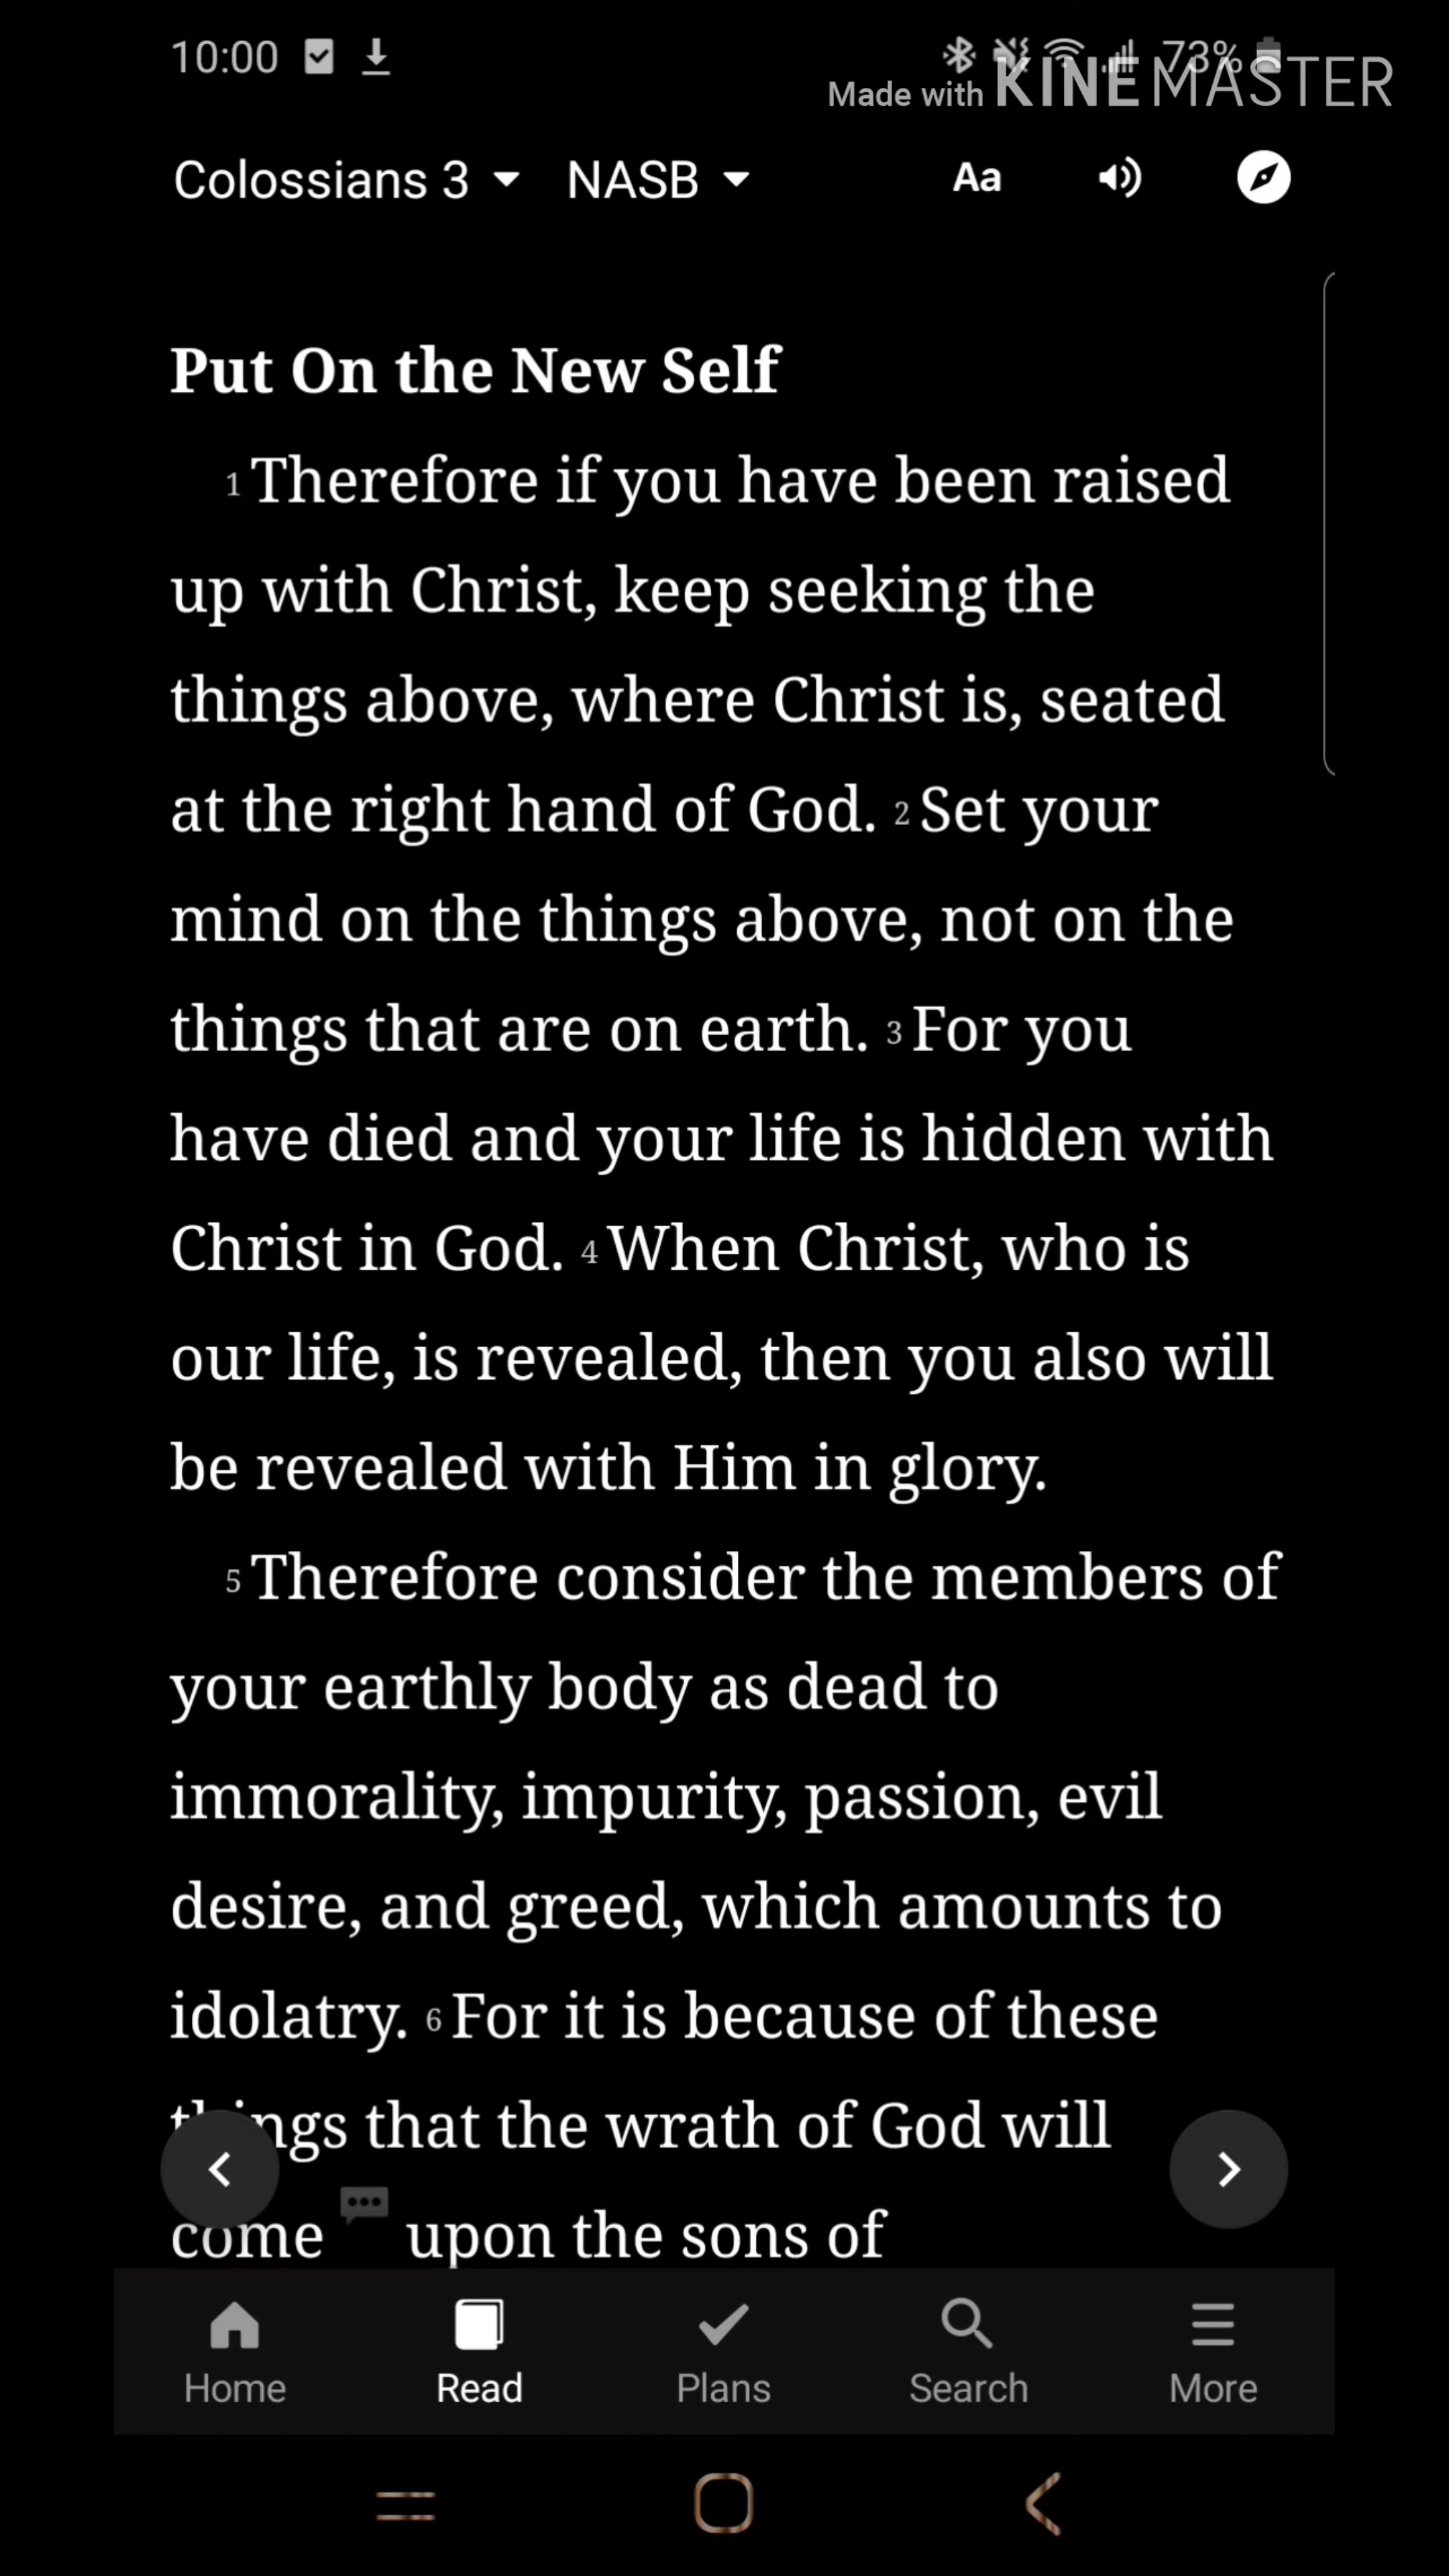 10:00 73%
Made with KINEMASTER
Colossians 3 NASB Aa
Put On the New Self
1 Therefore if you have been raised
up with Christ, keep seeking the
things above, where Christ is, seated
at the right hand of God. 2 Set your
mind on the things above, not on the
things that are on earth. 3 For you
have died and your life is hidden with
Christ in God. 4 When Christ, who is
our life, is revealed, then you also will
be revealed with Him in glory.
5 Therefore consider the members of
your earthly body as dead to
immorality, impurity, passion, evil
desire, and greed, which amounts to
idolatry. 6 For it is because of these
things that the wrath of God will
come upon the sons of
Home Read Plans Search More